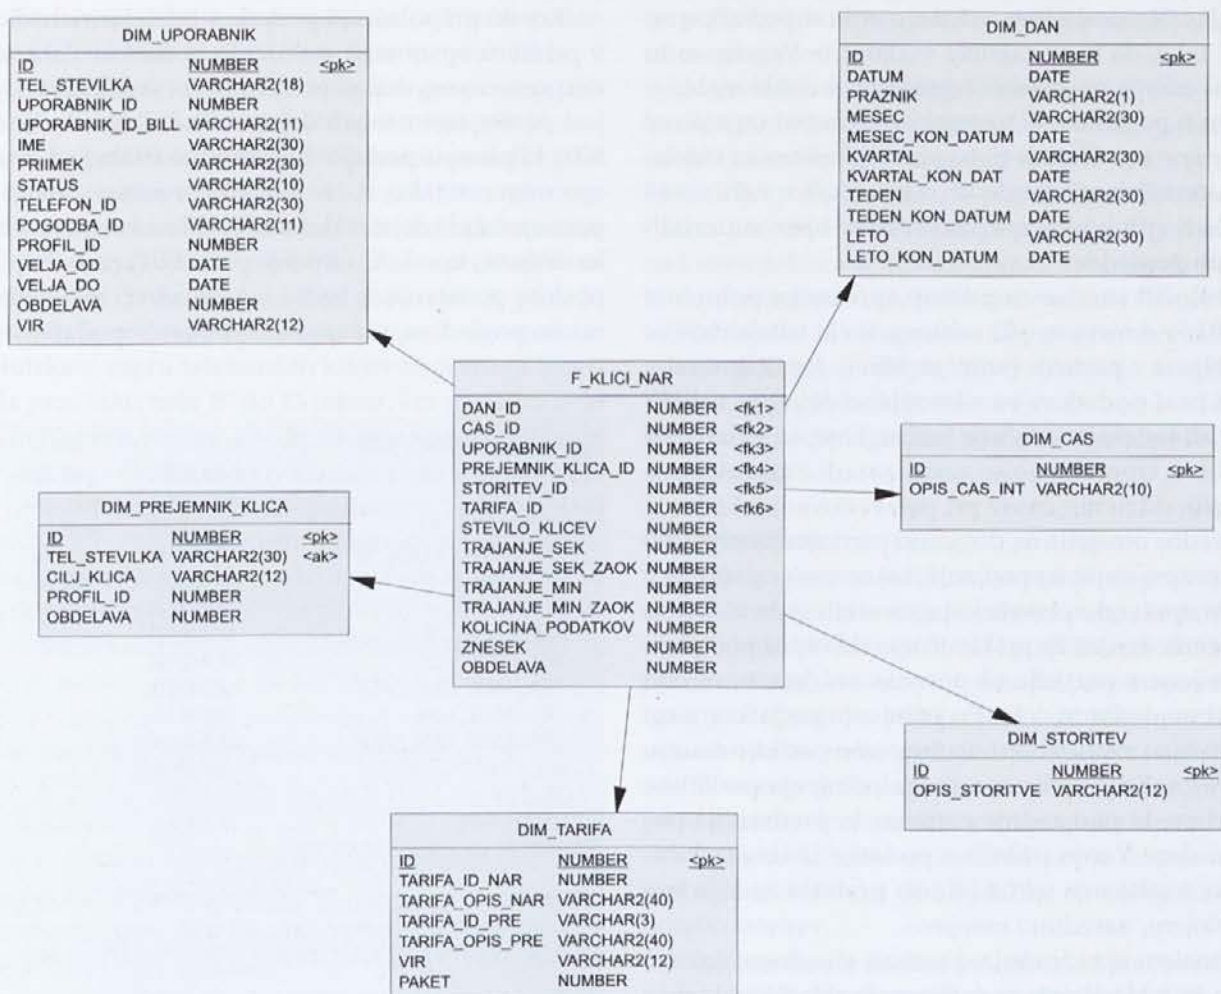 DIM_UPORABNIK
ID NUMBER <pk>
TEL_STEVILKA VARCHAR2(18)
UPORABNIK_ID NUMBER
UPORABNIK_ID_BILL VARCHAR2(11)
IME VARCHAR2(30)
PRIIMEK VARCHAR2(30)
STATUS VARCHAR2(10)
TELEFON_ID VARCHAR2(30)
POGODBA_ID VARCHAR2(11)
PROFIL_ID NUMBER
VELJA_OD DATE
VELJA_DO DATE
OBDELAVA NUMBER
VIR VARCHAR2(12)
DIM_DAN
ID NUMBER <pk>
DATUM DATE
PRAZNIK VARCHAR2(1)
MESEC VARCHAR2(30)
MESEC_KON_DATUM DATE
KVARTAL VARCHAR2(30)
KVARTAL_KON_DAT DATE
TEDEN VARCHAR2(30)
TEDEN_KON_DATUM DATE
LETO VARCHAR2(30)
LETO_KON_DATUM DATE
F_KLICI_NAR
DAN_ID NUMBER <fk1>
CAS_ID NUMBER <fk2>
UPORABNIK_ID NUMBER <fk3>
PREJEMNIK_KLICA_ID NUMBER <fk4>
STORITEV_ID NUMBER <fk5>
TARIFA_ID NUMBER <fk6>
STEVILO_KLICEV NUMBER
TRAJANJE_SEK NUMBER
TRAJANJE_SEK_ZAOK NUMBER
TRAJANJE_MIN NUMBER
TRAJANJE_MIN_ZAOK NUMBER
KOLICINA_PODATKOV NUMBER
ZNESEK NUMBER
OBDELAVA NUMBER
DIM_CAS
ID NUMBER <pk>
OPIS_CAS_INT VARCHAR2(10)
DIM_PREJEMNIK_KLICA
ID NUMBER <pk>
TEL_STEVILKA VARCHAR2(30) <ak>
CILJ_KLICA VARCHAR2(12)
PROFIL_ID NUMBER
OBDELAVA NUMBER
DIM_STORITEV
ID NUMBER <pk>
OPIS_STORITVE VARCHAR2(12)
DIM_TARIFA
ID NUMBER <pk>
TARIFA_ID_NAR NUMBER
TARIFA_OPIS_NAR VARCHAR2(40)
TARIFA_ID_PRE VARCHAR(3)
TARIFA_OPIS_PRE VARCHAR2(40)
VIR VARCHAR2(12)
PAKET NUMBER